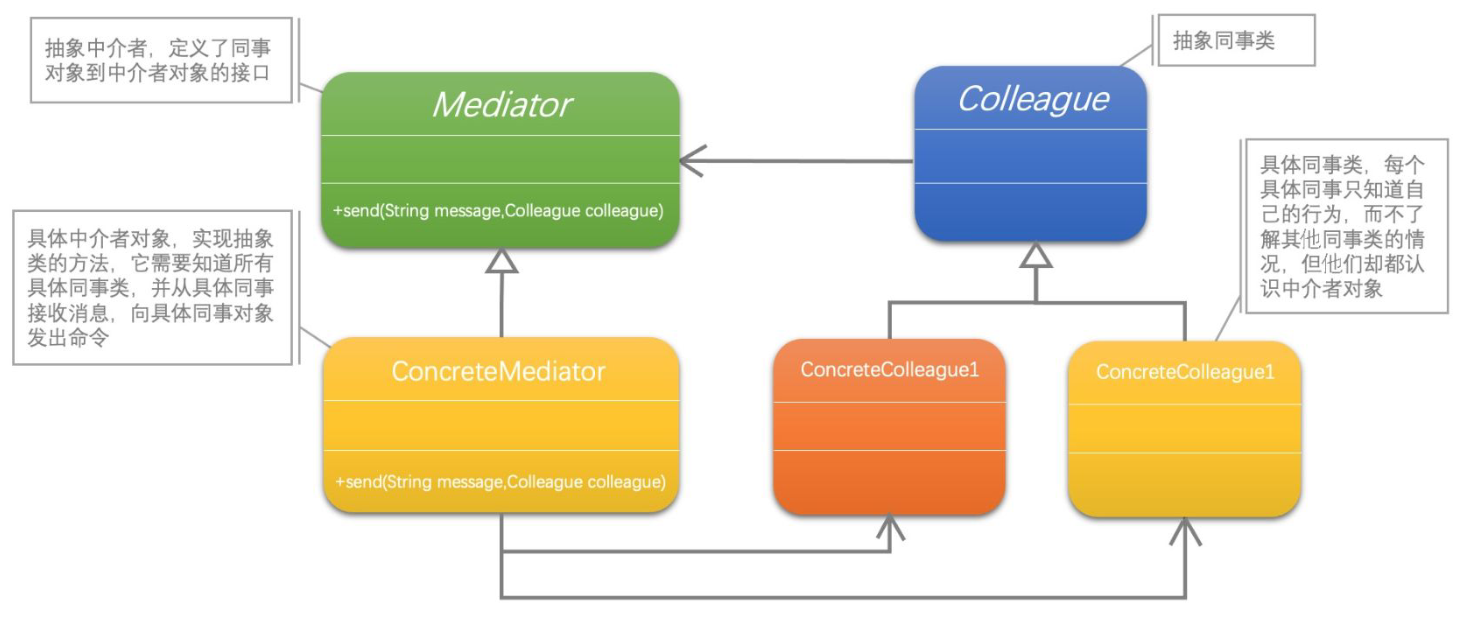 抽象中介者，定义了同事
对象到中介者对象的接口
抽象同事类
Mediator
+send(String message,Colleague colleague)
Colleague
具体同事类，每个
具体同事只知道自
己的行为，而不了
解其他同事类的情
况，但他们却都认
识中介者对象
具体中介者对象，实现抽象
类的方法，它需要知道所有
具体同事类，并从具体同事
接收消息，向具体同事对象
发出命令
ConcreteMediator
+send(String message,Colleague colleague)
ConcreteColleague1
ConcreteColleague1